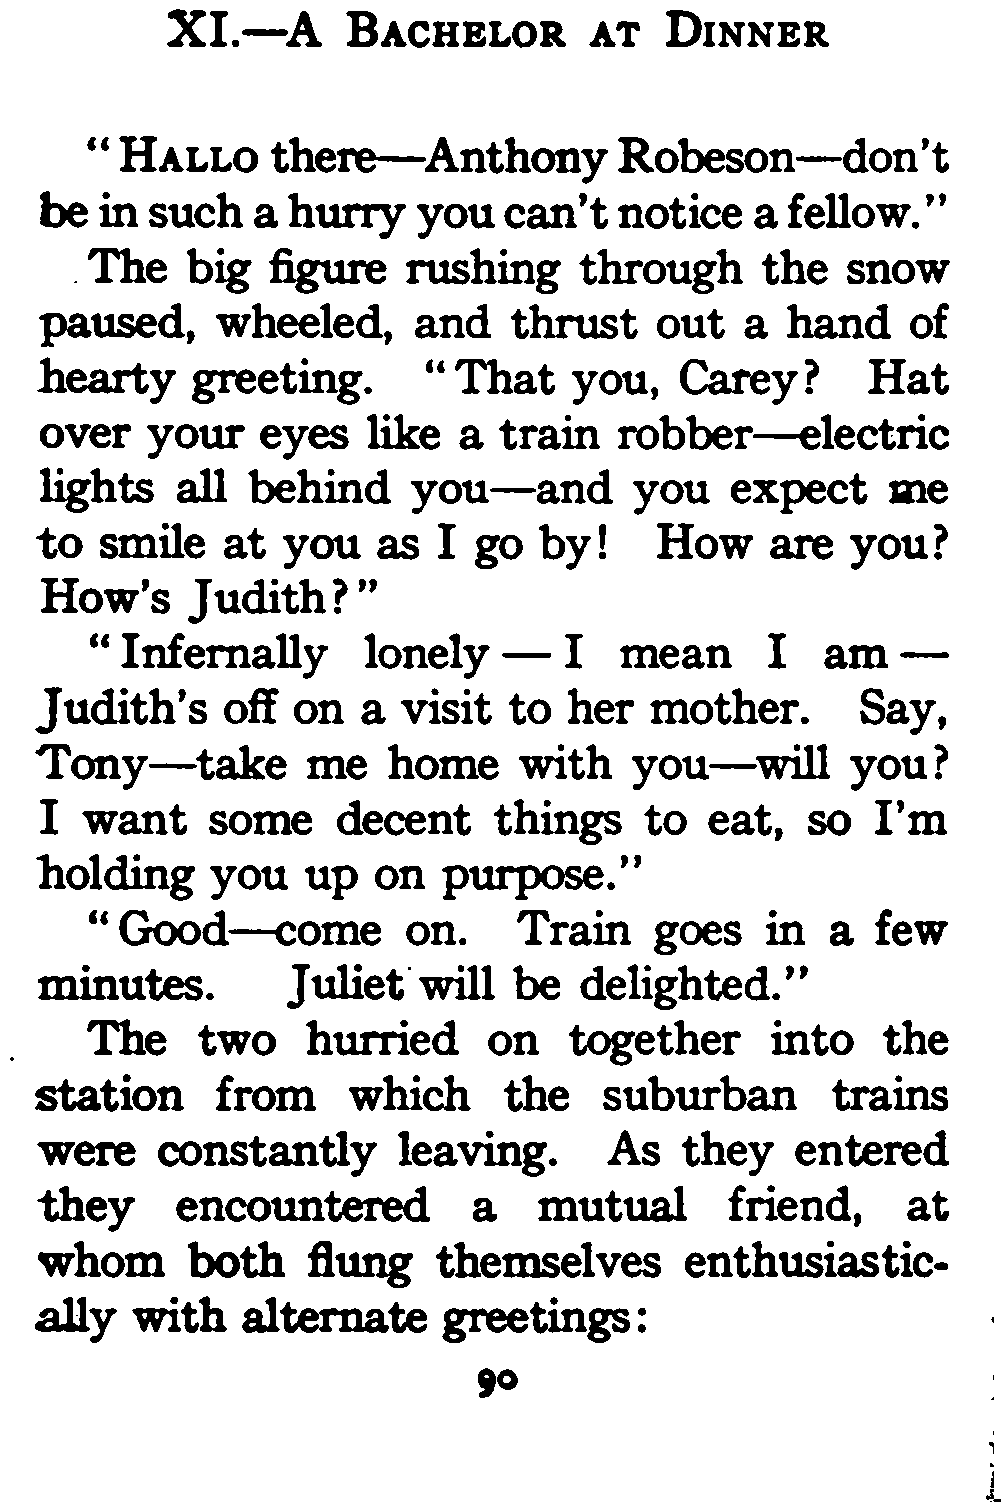 XI.—A BACHELOR AT DINNER
"HALLO there—Anthony Robeson—don't
be in such a hurry you can't notice a fellow."
The big figure rushing through the snow
paused, wheeled, and thrust out a hand of
hearty greeting. "That you, Carey? Hat
over your eyes like a train robber—electric
lights all behind you—and you expect me
to smile at you as I go by! How are you?
How's Judith?"
"Infernally lonely — I mean I am —
Judith's off on a visit to her mother. Say,
Tony—take me home with you—will you?
I want some decent things to eat, so I'm
holding you up on purpose."
"Good—come on. Train goes in a few
minutes. Juliet will be delighted."
The two hurried on together into the
station from which the suburban trains
were constantly leaving. As they entered
they encountered a mutual friend, at
whom both flung themselves enthusiastic-
ally with alternate greetings:
90